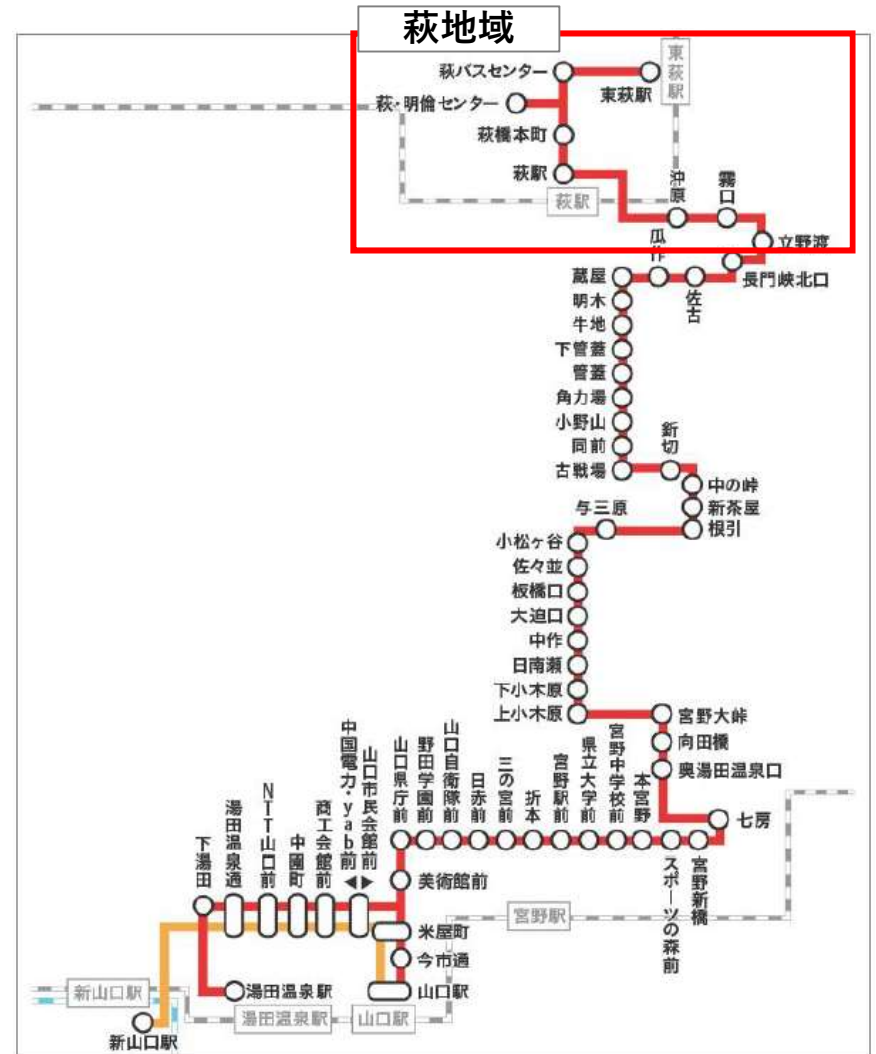 萩地域
東萩駅
萩バスセンター
東萩駅
萩・明倫センター
萩橋本町
萩駅
萩駅
沖原
霧口
立野渡
長門峡北口
佐古
瓜作
蔵屋
明木
牛地
下管蓋
管蓋
角力場
小野山
同前
古戦場
釿切
中の峠
新茶屋
根引
与三原
小松ヶ谷
佐々並
板橋口
大迫口
中作
日南瀬
下小木原
上小木原
宮野大峠
向田橋
奥湯田温泉口
七房
宮野新橋
スポーツの森前
本宮野
宮野中学校前
県立大学前
宮野駅前
折本
三の宮前
日赤前
山口自衛隊前
野田学園前
山口県庁前
美術館前
米屋町
今市通
山口駅
山口市民会館前▶
中国電力・yab前◀
商工会館前
中園町
NTT山口前
湯田温泉通
下湯田
湯田温泉駅
新山口駅
宮野駅
新山口駅
湯田温泉駅
山口駅